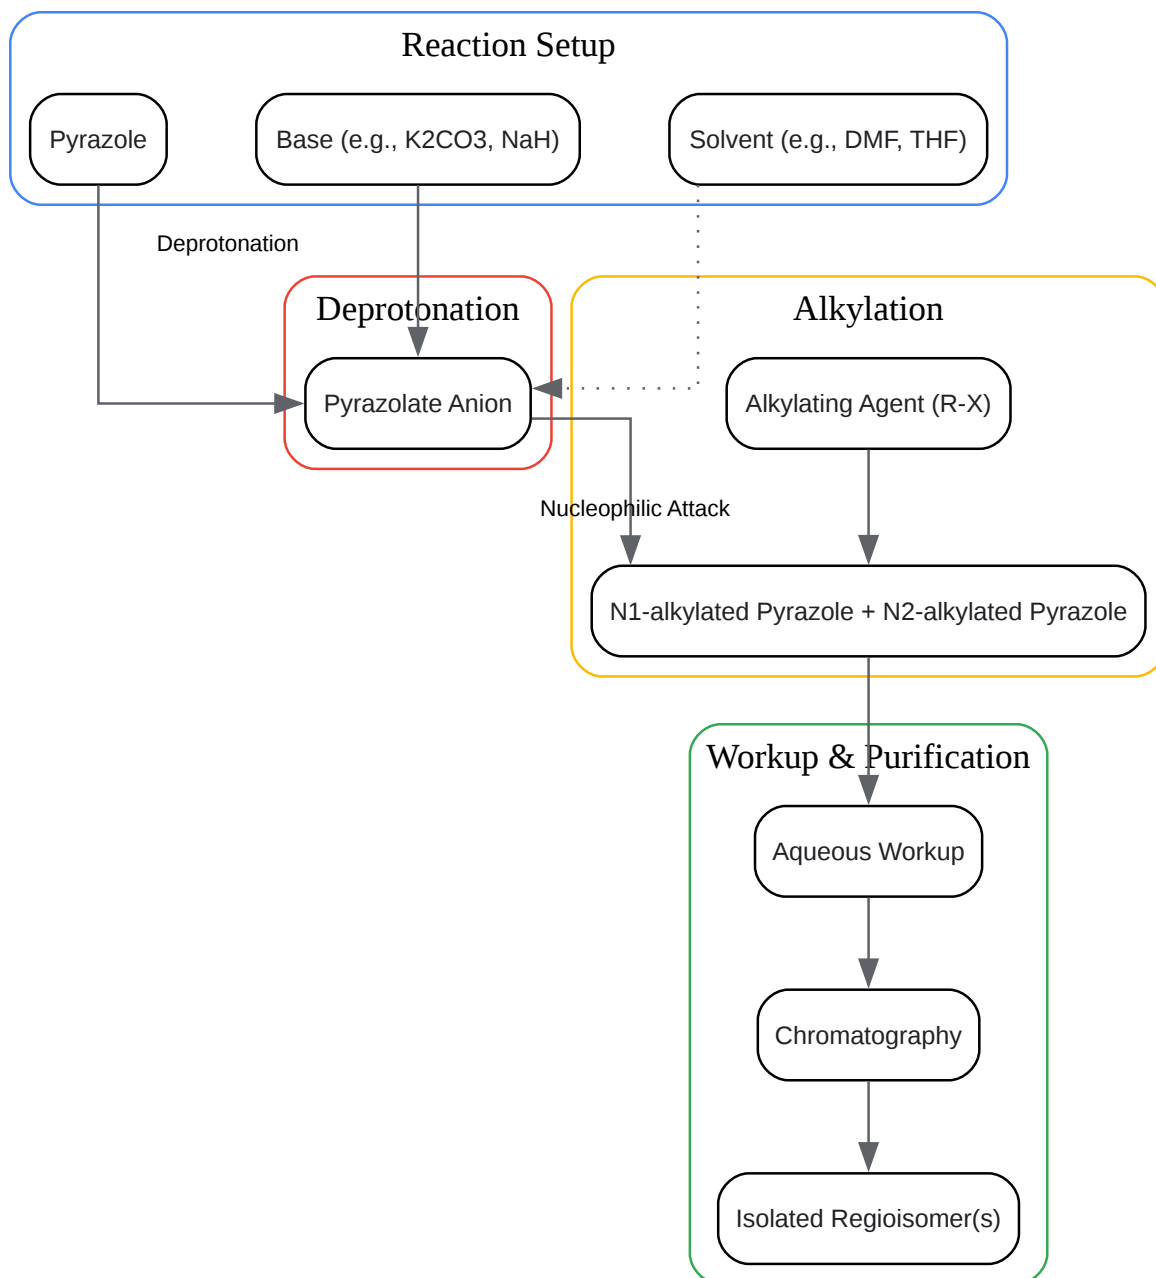 Reaction Setup
Pyrazole
Base (e.g., K2CO3, NaH)
Solvent (e.g., DMF, THF)
Deprotonation
Deprotonation
Alkylation
Pyrazolate Anion
Alkylating Agent (R-X)
Nucleophilic Attack
N1-alkylated Pyrazole + N2-alkylated Pyrazole
Workup & Purification
Aqueous Workup
Chromatography
Isolated Regioisomer(s)